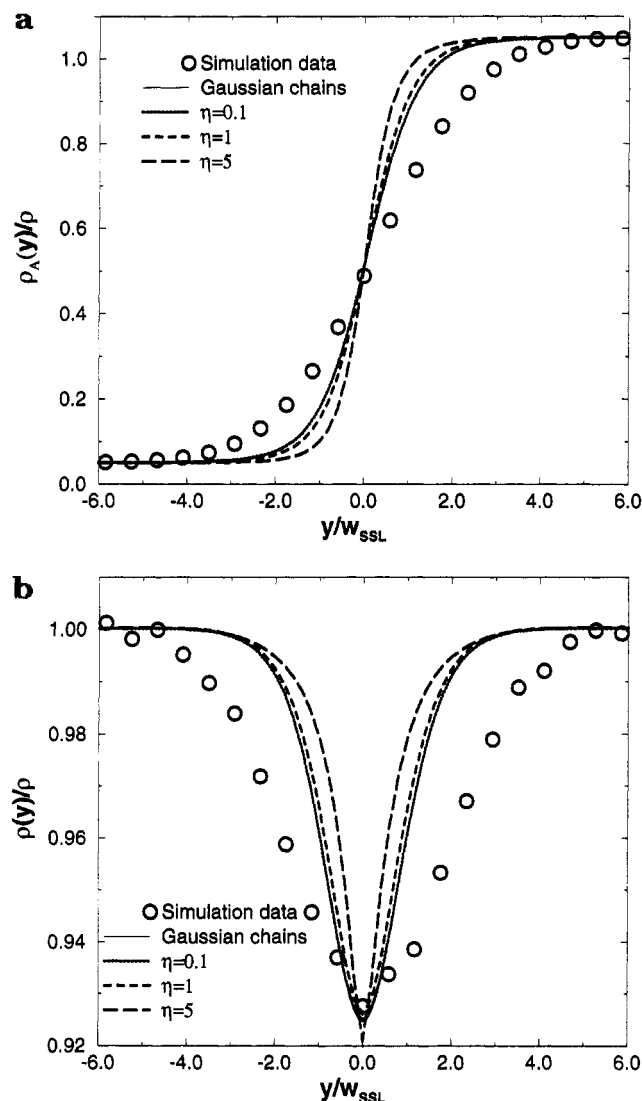 a
1.0
0.8
0.6
0.4
0.2
0.0
ρA(y)/ρ
Simulation data
Gaussian chains
η=0.1
η=1
η=5
-6.0 -4.0 -2.0 0.0 2.0 4.0 6.0
y/wSSL
b
1.00
0.98
0.96
0.94
0.92
ρ(y)/ρ
Simulation data
Gaussian chains
η=0.1
η=1
η=5
-6.0 -4.0 -2.0 0.0 2.0 4.0 6.0
y/wSSL